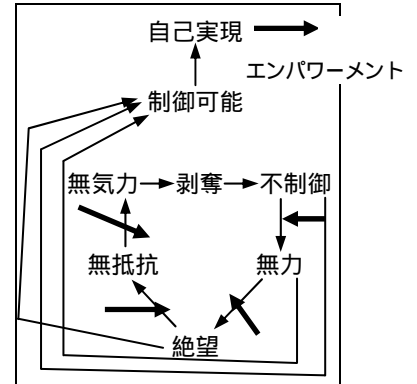 自己実現
エンパワーメント
制御可能
無気力 剥奪 不制御
無抵抗 無力
絶望